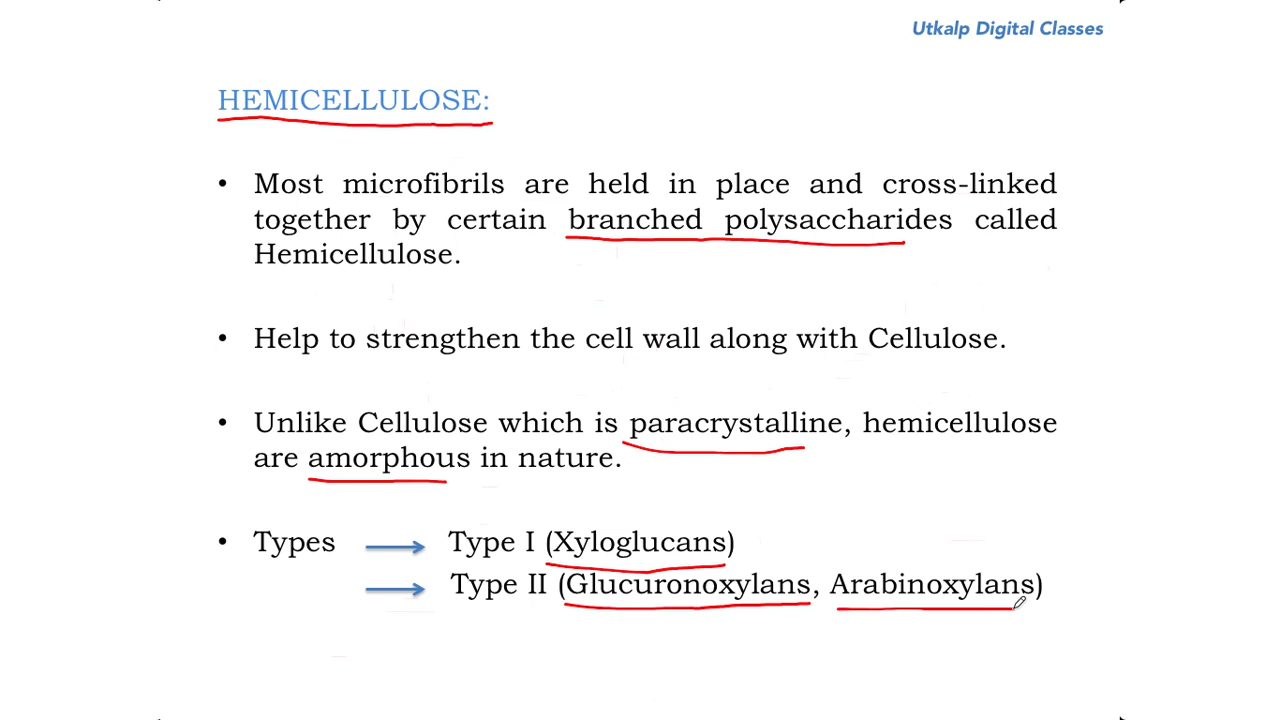 Utkalp Digital Classes
HEMICELLULOSE:
• Most microfibrils are held in place and cross-linked
together by certain branched polysaccharides called
Hemicellulose.
• Help to strengthen the cell wall along with Cellulose.
• Unlike Cellulose which is paracrystalline, hemicellulose
are amorphous in nature.
• Types → Type I (Xyloglucans)
→ Type II (Glucuronoxylans, Arabinoxylans)